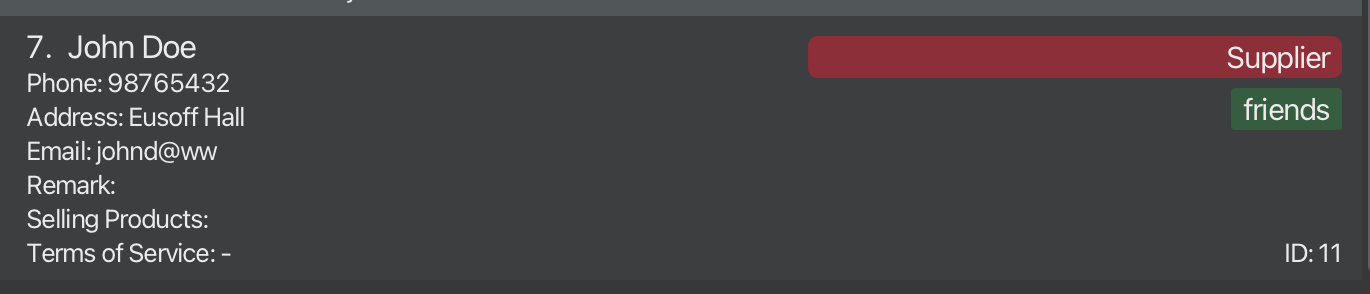 7. John Doe
Supplier
Phone: 98765432
friends
Address: Eusoff Hall
Email: johnd@ww
Remark:
Selling Products:
Terms of Service: -
ID: 11